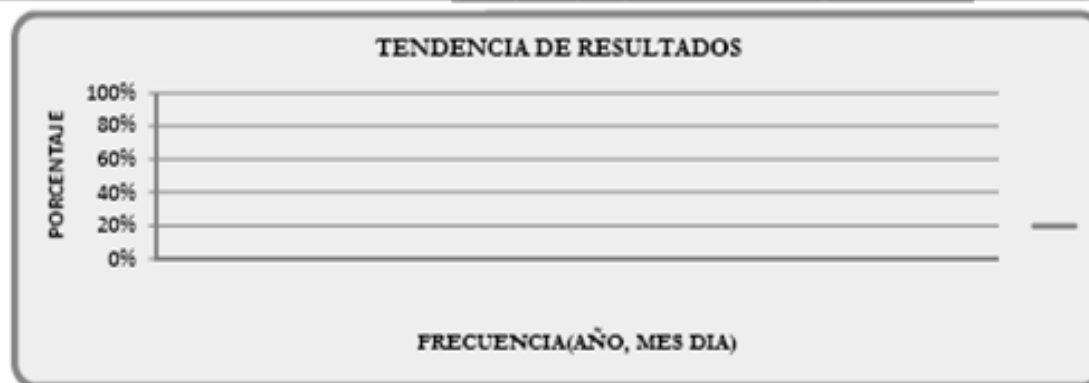 TENDENCIA DE RESULTADOS
PORCENTAJE
100%
80%
60%
40%
20%
0%
FRECUENCIA(AÑO, MES DIA)